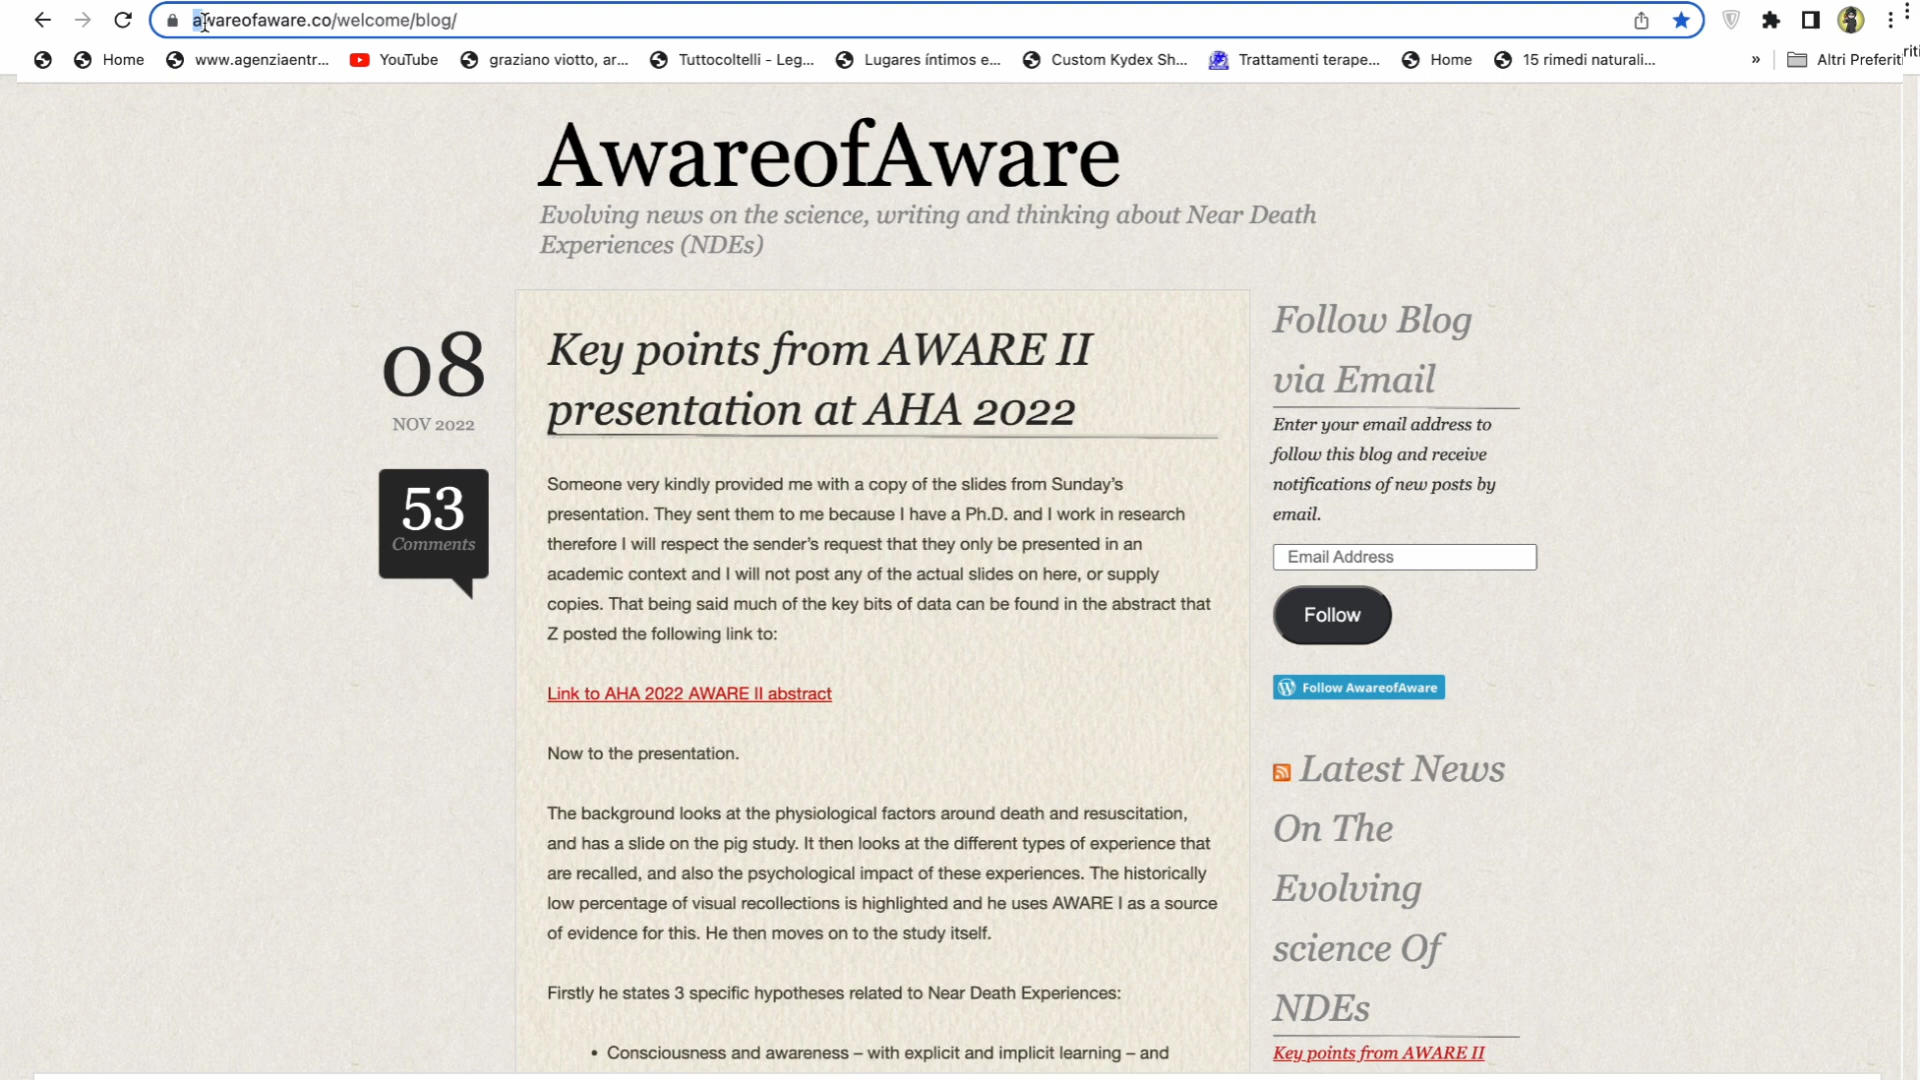 awareofaware.co/welcome/blog/
Home www.agenziaentr... YouTube graziano viotto, ar... Tuttocoltelli - Leg... Lugares íntimos e... Custom Kydex Sh... Trattamenti terape... Home 15 rimedi naturali... » Altri Preferiti
AwareofAware
Evolving news on the science, writing and thinking about Near Death
Experiences (NDEs)
08
NOV 2022
53
Comments
Key points from AWARE II
presentation at AHA 2022
Someone very kindly provided me with a copy of the slides from Sunday's
presentation. They sent them to me because I have a Ph.D. and I work in research
therefore I will respect the sender's request that they only be presented in an
academic context and I will not post any of the actual slides on here, or supply
copies. That being said much of the key bits of data can be found in the abstract that
Z posted the following link to:
Link to AHA 2022 AWARE II abstract
Now to the presentation.
The background looks at the physiological factors around death and resuscitation,
and has a slide on the pig study. It then looks at the different types of experience that
are recalled, and also the psychological impact of these experiences. The historically
low percentage of visual recollections is highlighted and he uses AWARE I as a source
of evidence for this. He then moves on to the study itself.
Firstly he states 3 specific hypotheses related to Near Death Experiences:
• Consciousness and awareness – with explicit and implicit learning – and
Follow Blog
via Email
Enter your email address to
follow this blog and receive
notifications of new posts by
email.
Email Address
Follow
Follow AwareofAware
Latest News
On The
Evolving
science Of
NDEs
Key points from AWARE II